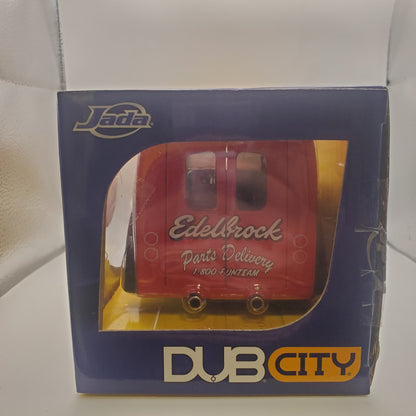 Jada
Edelbrock
Parts Delivery
1-800-FUNTEAM
DUB CITY